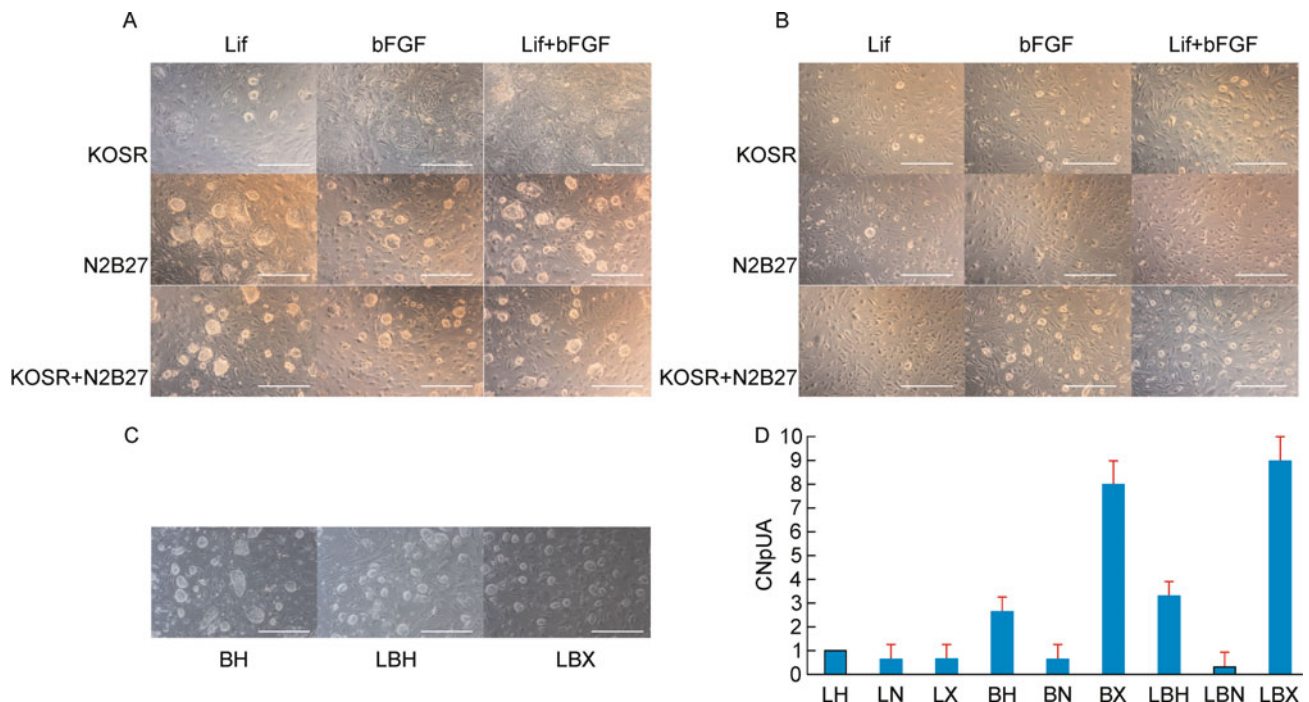 A
Lif bFGF Lif+bFGF
KOSR
N2B27
KOSR+N2B27
B
Lif bFGF Lif+bFGF
KOSR
N2B27
KOSR+N2B27
C
BH LBH LBX
D
CNpUA
10
9
8
7
6
5
4
3
2
1
0
LH LN LX BH BN BX LBH LBN LBX